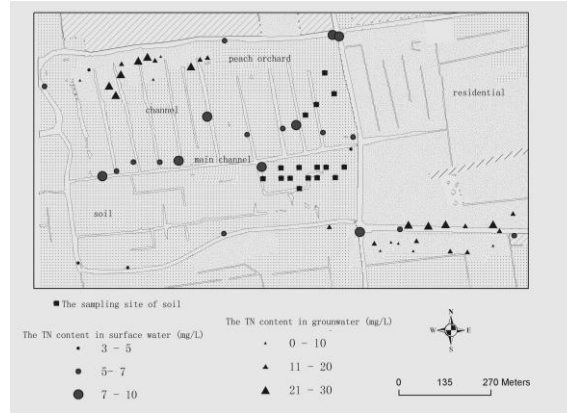 peach orchard
residential
channel
main channel
soil
The sampling site of soil
The TN content in surface water (mg/L)
3 - 5
5- 7
7 - 10
The TN content in grounwater (mg/L)
0 - 10
11 - 20
21 - 30
N
W E
S
0 135 270 Meters